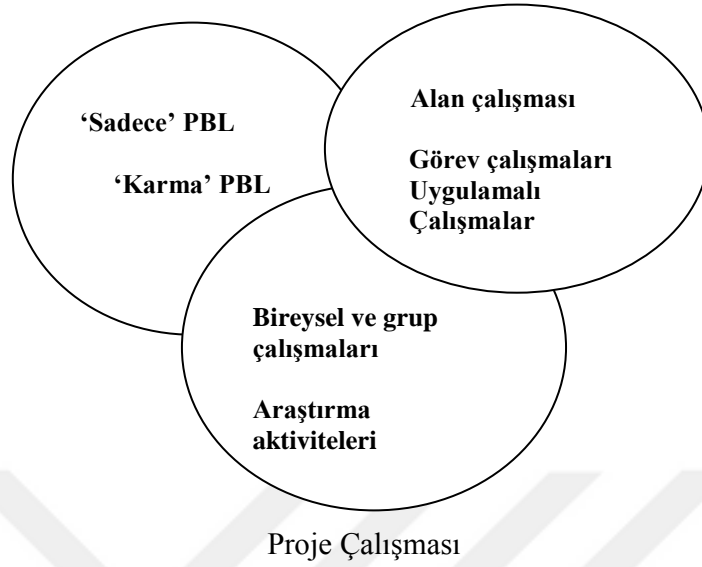 ‘Sadece’ PBL
‘Karma’ PBL
Alan çalışması
Görev çalışmaları
Uygulamalı
Çalışmalar
Bireysel ve grup
çalışmaları
Araştırma
aktiviteleri
Proje Çalışması